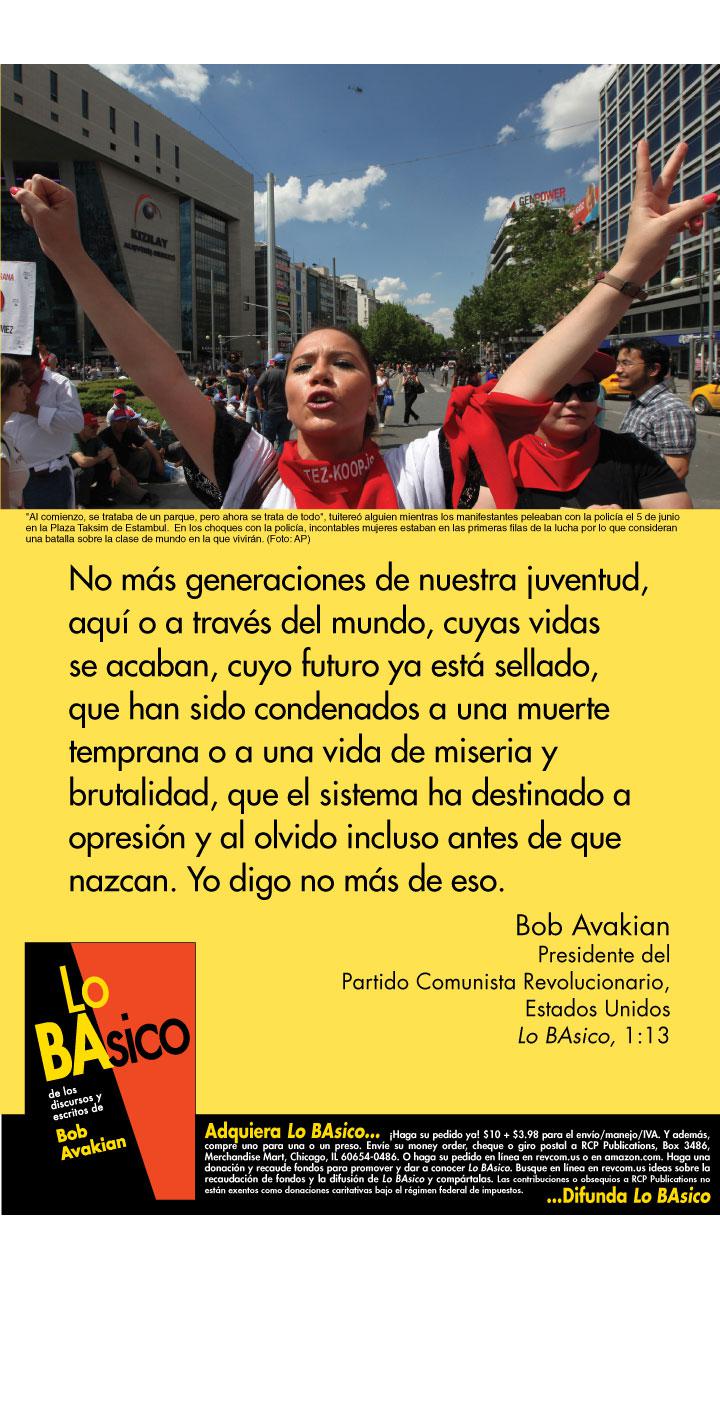 KIZILAY
ALIŞVERİŞ MERKEZİ
GENPOWER
TEZ-KOOP-İŞ
"Al comienzo, se trataba de un parque, pero ahora se trata de todo", tuitereó alguien mientras los manifestantes peleaban con la policía el 5 de junio
en la Plaza Taksim de Estambul. En los choques con la policía, incontables mujeres estaban en las primeras filas de la lucha por lo que consideran
una batalla sobre la clase de mundo en la que vivirán. (Foto: AP)
No más generaciones de nuestra juventud,
aquí o a través del mundo, cuyas vidas
se acaban, cuyo futuro ya está sellado,
que han sido condenados a una muerte
temprana o a una vida de miseria y
brutalidad, que el sistema ha destinado a
opresión y al olvido incluso antes de que
nazcan. Yo digo no más de eso.
Bob Avakian
Presidente del
Partido Comunista Revolucionario,
Estados Unidos
Lo BAsico, 1:13
Lo
BAsico
de los
discursos y
escritos de
Bob
Avakian
Adquiera Lo BAsico... ¡Haga su pedido ya! $10 + $3.98 para el envío/manejo/IVA. Y además,
compre uno para una o un preso. Envíe su money order, cheque o giro postal a RCP Publications, Box 3486,
Merchandise Mart, Chicago, IL 60654-0486. O haga su pedido en línea en revcom.us o en amazon.com. Haga una
donación y recaude fondos para promover y dar a conocer Lo BAsico. Busque en línea en revcom.us ideas sobre la
recaudación de fondos y la difusión de Lo BAsico y compártalas. Las contribuciones o obsequios a RCP Publications no
están exentos como donaciones caritativas bajo el régimen federal de impuestos.
...Difunda Lo BAsico